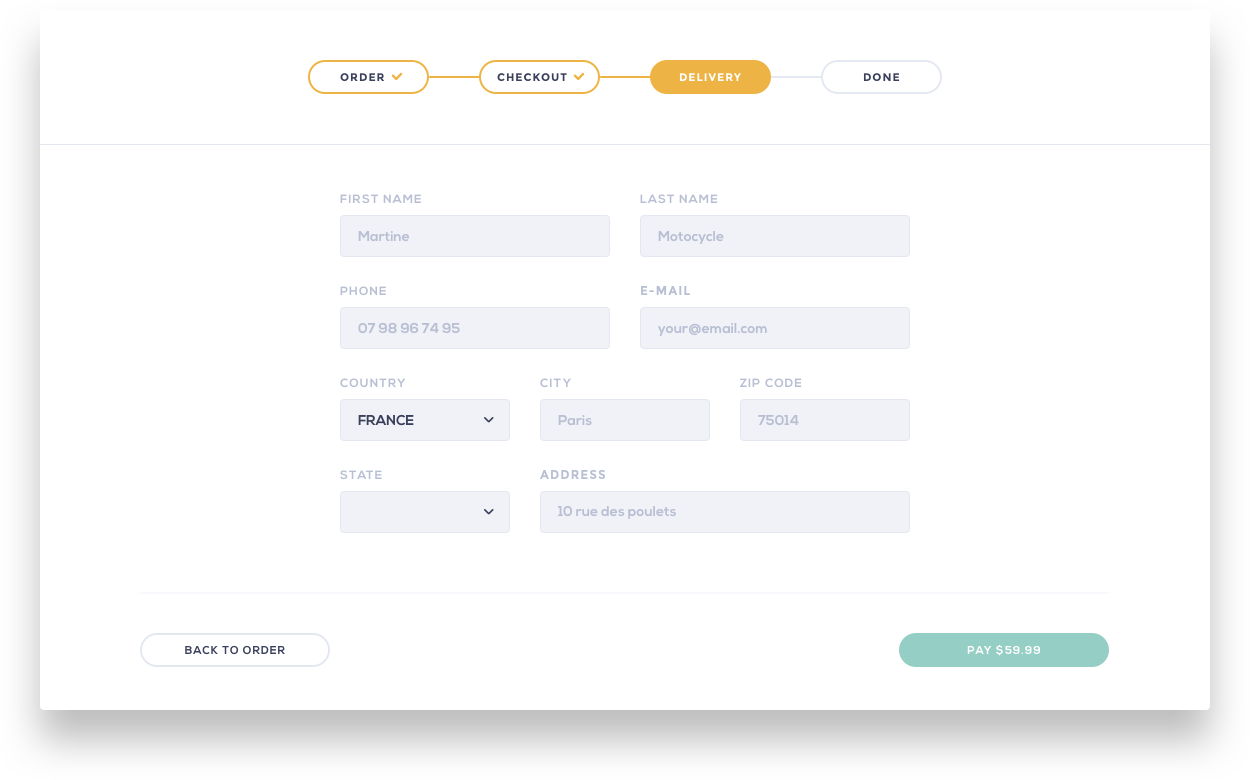 ORDER CHECKOUT DELIVERY DONE
FIRST NAME LAST NAME
Martine Motocycle
PHONE E-MAIL
07 98 96 74 95 your@email.com
COUNTRY CITY ZIP CODE
FRANCE Paris 75014
STATE ADDRESS
10 rue des poulets
BACK TO ORDER PAY $59.99